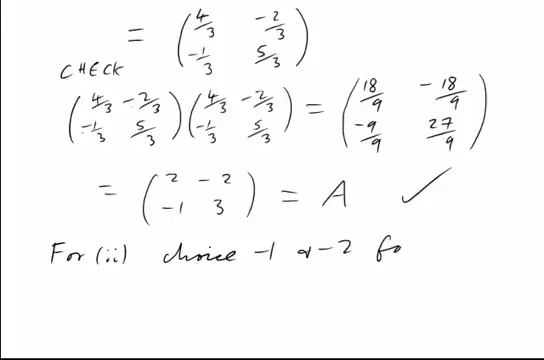 = ( 4/3 -2/3 )
( -1/3 5/3 )
CHECK
( 4/3 -2/3 ) ( 4/3 -2/3 ) = ( 18/9 -18/9 )
( -1/3 5/3 ) ( -1/3 5/3 ) ( -9/9 27/9 )
= ( 2 -2 ) = A ✓
( -1 3 )
For (ii) choice -1 or -2 fo